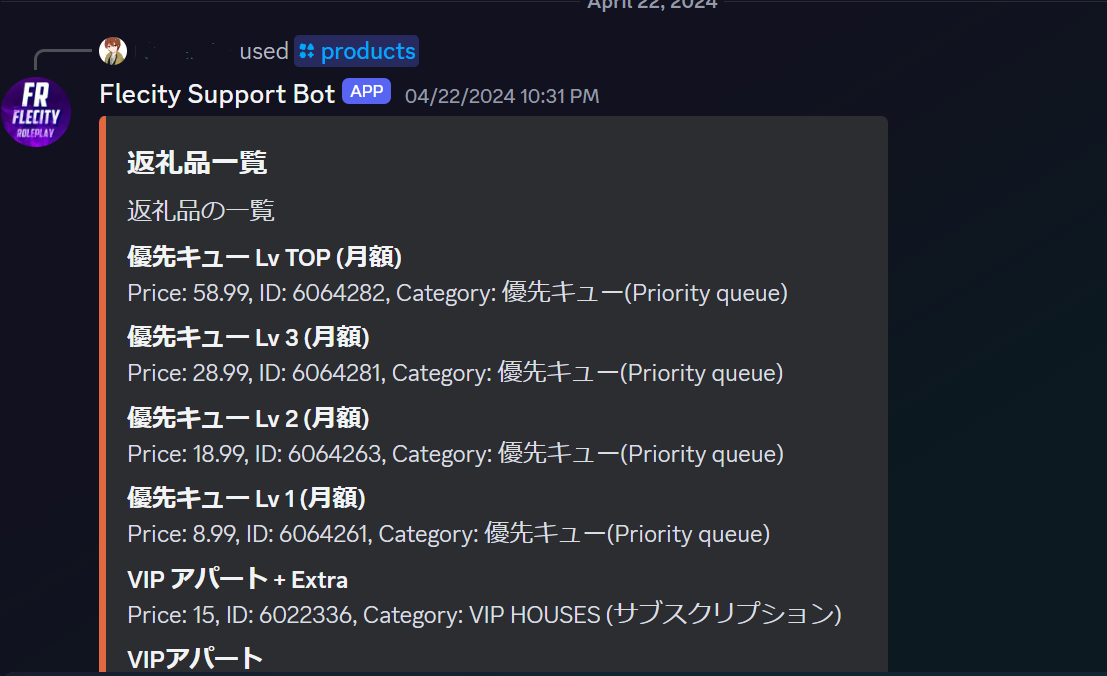 April 22, 2024
used products
Flecity Support Bot APP 04/22/2024 10:31 PM
FR
FLECITY
ROLEPLAY
返礼品一覧
返礼品の一覧
優先キュー Lv TOP (月額)
Price: 58.99, ID: 6064282, Category: 優先キュー(Priority queue)
優先キュー Lv 3 (月額)
Price: 28.99, ID: 6064281, Category: 優先キュー(Priority queue)
優先キュー Lv 2 (月額)
Price: 18.99, ID: 6064263, Category: 優先キュー(Priority queue)
優先キュー Lv 1 (月額)
Price: 8.99, ID: 6064261, Category: 優先キュー(Priority queue)
VIP アパート + Extra
Price: 15, ID: 6022336, Category: VIP HOUSES (サブスクリプション)
VIPアパート